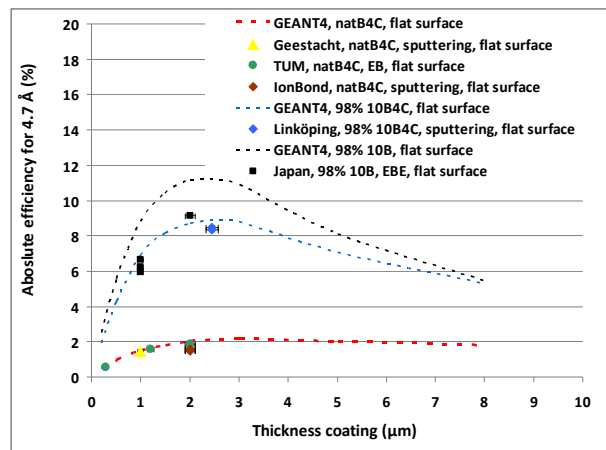 GEANT4, natB4C, flat surface
Geestacht, natB4C, sputtering, flat surface
TUM, natB4C, EB, flat surface
IonBond, natB4C, sputtering, flat surface
GEANT4, 98% 10B4C, flat surface
Linköping, 98% 10B4C, sputtering, flat surface
GEANT4, 98% 10B, flat surface
Japan, 98% 10B, EBE, flat surface
Aboslute efficiency for 4.7 Å (%)
20
18
16
14
12
10
8
6
4
2
0
0 1 2 3 4 5 6 7 8 9 10
Thickness coating (µm)